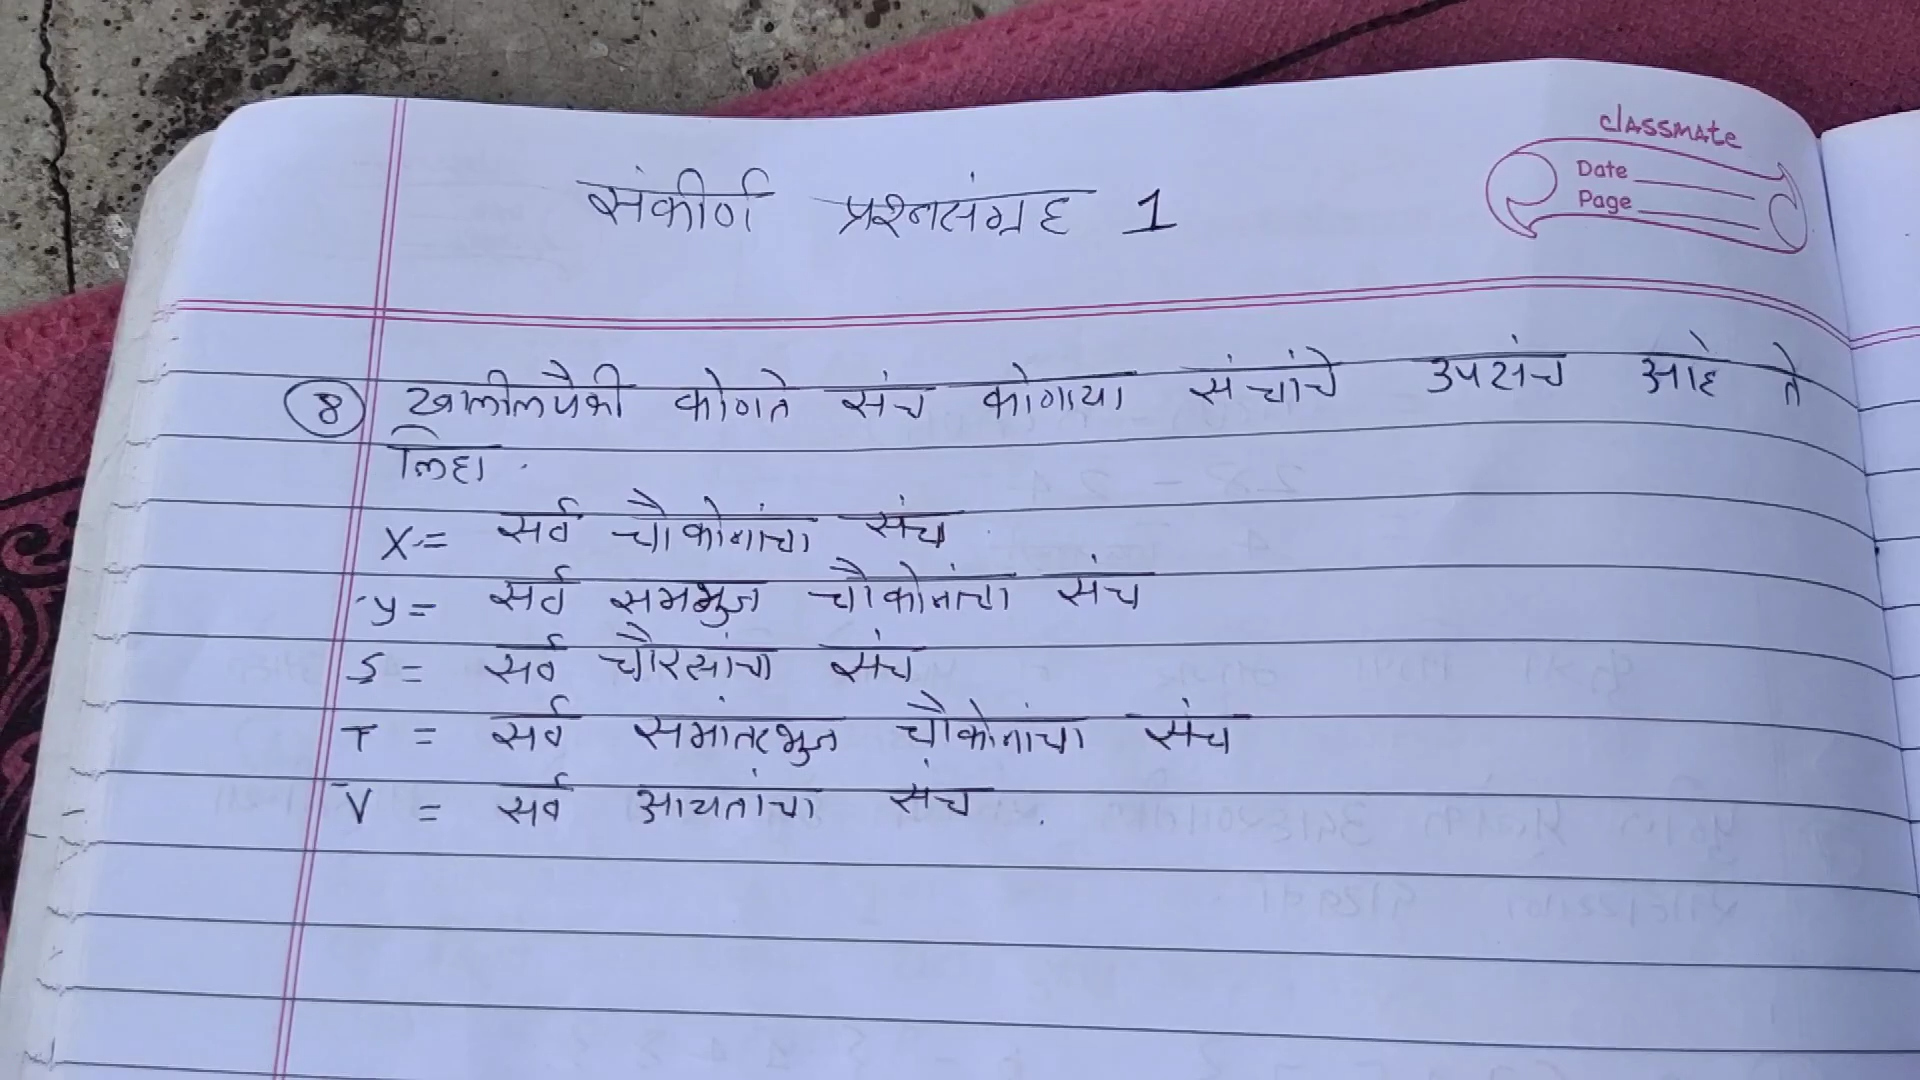 classmate
Date
Page
संकीर्ण प्रश्नसंग्रह 1
8 खालीलपैकी कोणते संच कोणत्या संचांचे उपसंच आहे ते
लिहा.
X = सर्व चौकोनांचा संच
y = सर्व समभुज चौकोनांचा संच
S = सर्व चौरसांचा संच
T = सर्व समांतरभुज चौकोनांचा संच
V = सर्व आयतांचा संच.